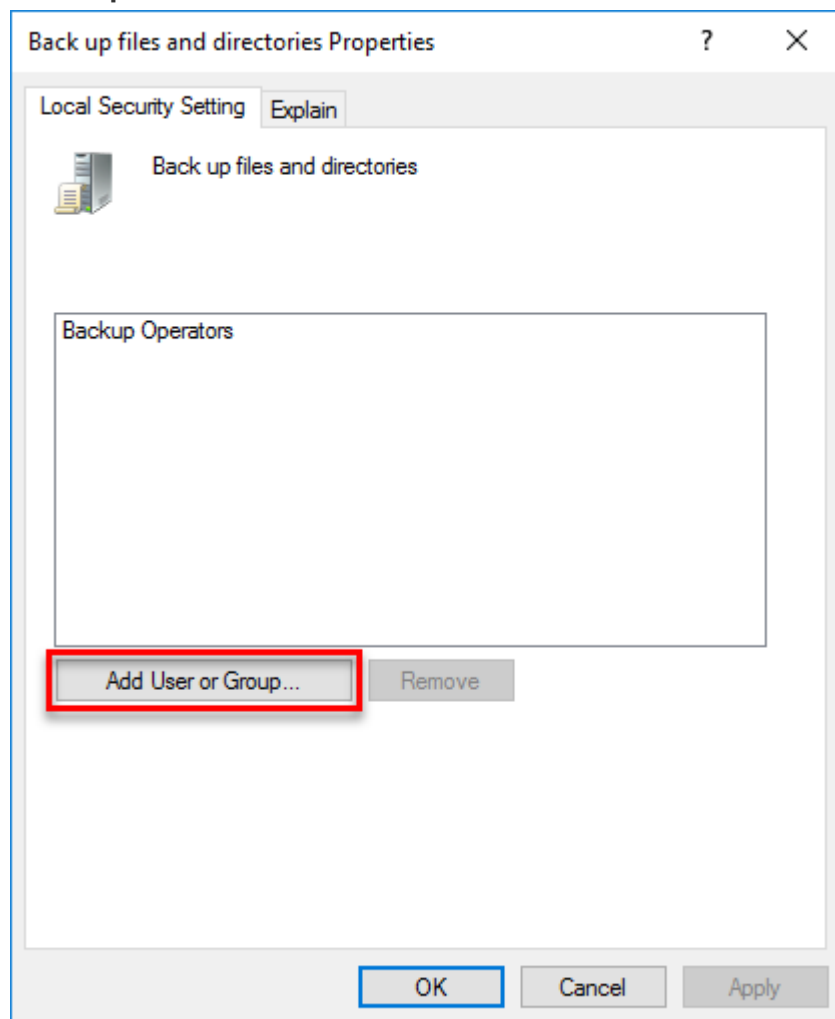 Back up files and directories Properties ?
Local Security Setting Explain
Back up files and directories
Backup Operators
Add User or Group... Remove
OK Cancel Apply